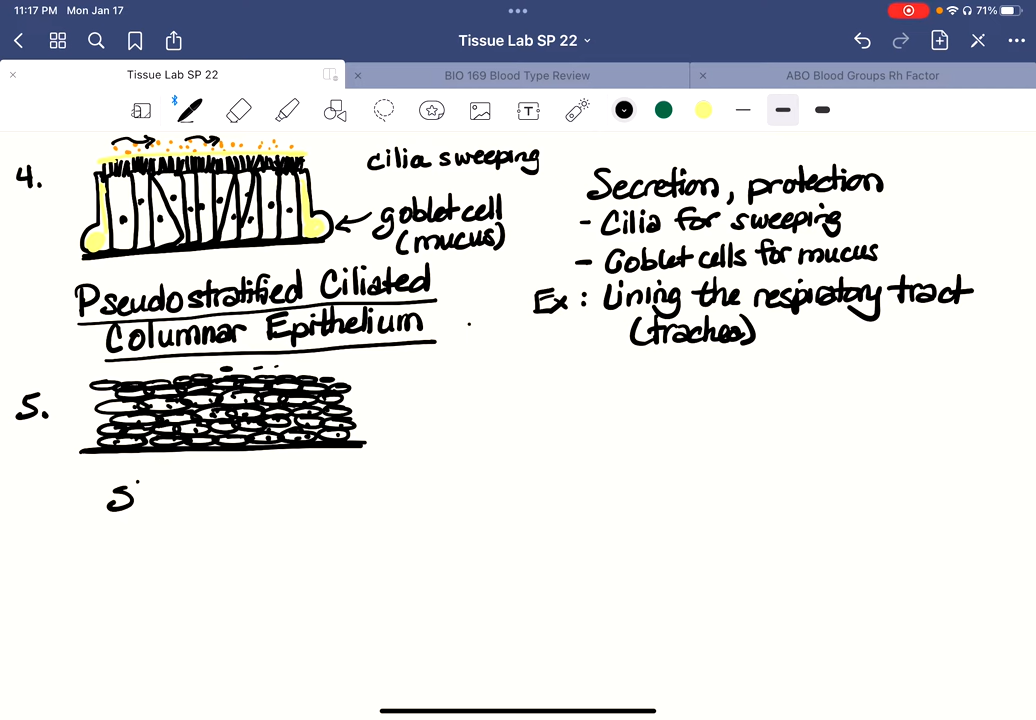 11:17 PM Mon Jan 17
71%
Tissue Lab SP 22
Tissue Lab SP 22
BIO 169 Blood Type Review
ABO Blood Groups Rh Factor
4.
cilia sweeping
goblet cell
(mucus)
Pseudostratified Ciliated
Columnar Epithelium
Secretion, protection
- Cilia for sweeping
- Goblet cells for mucus
Ex: Lining the respiratory tract
(trachea)
5.
S